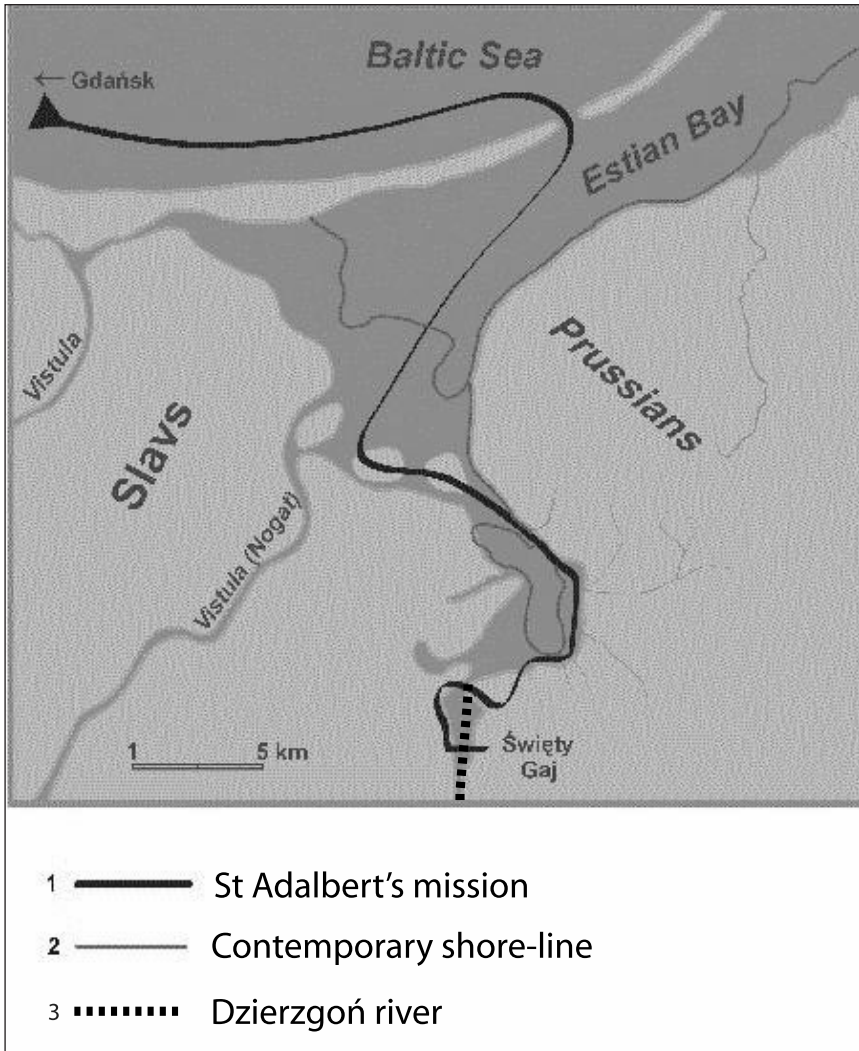 Baltic Sea
← Gdańsk
Estian Bay
Prussians
Vistula
Slavs
Vistula (Nogat)
1 5 km
Święty
Gaj
1 St Adalbert's mission
2 Contemporary shore-line
3 Dzierzgoń river